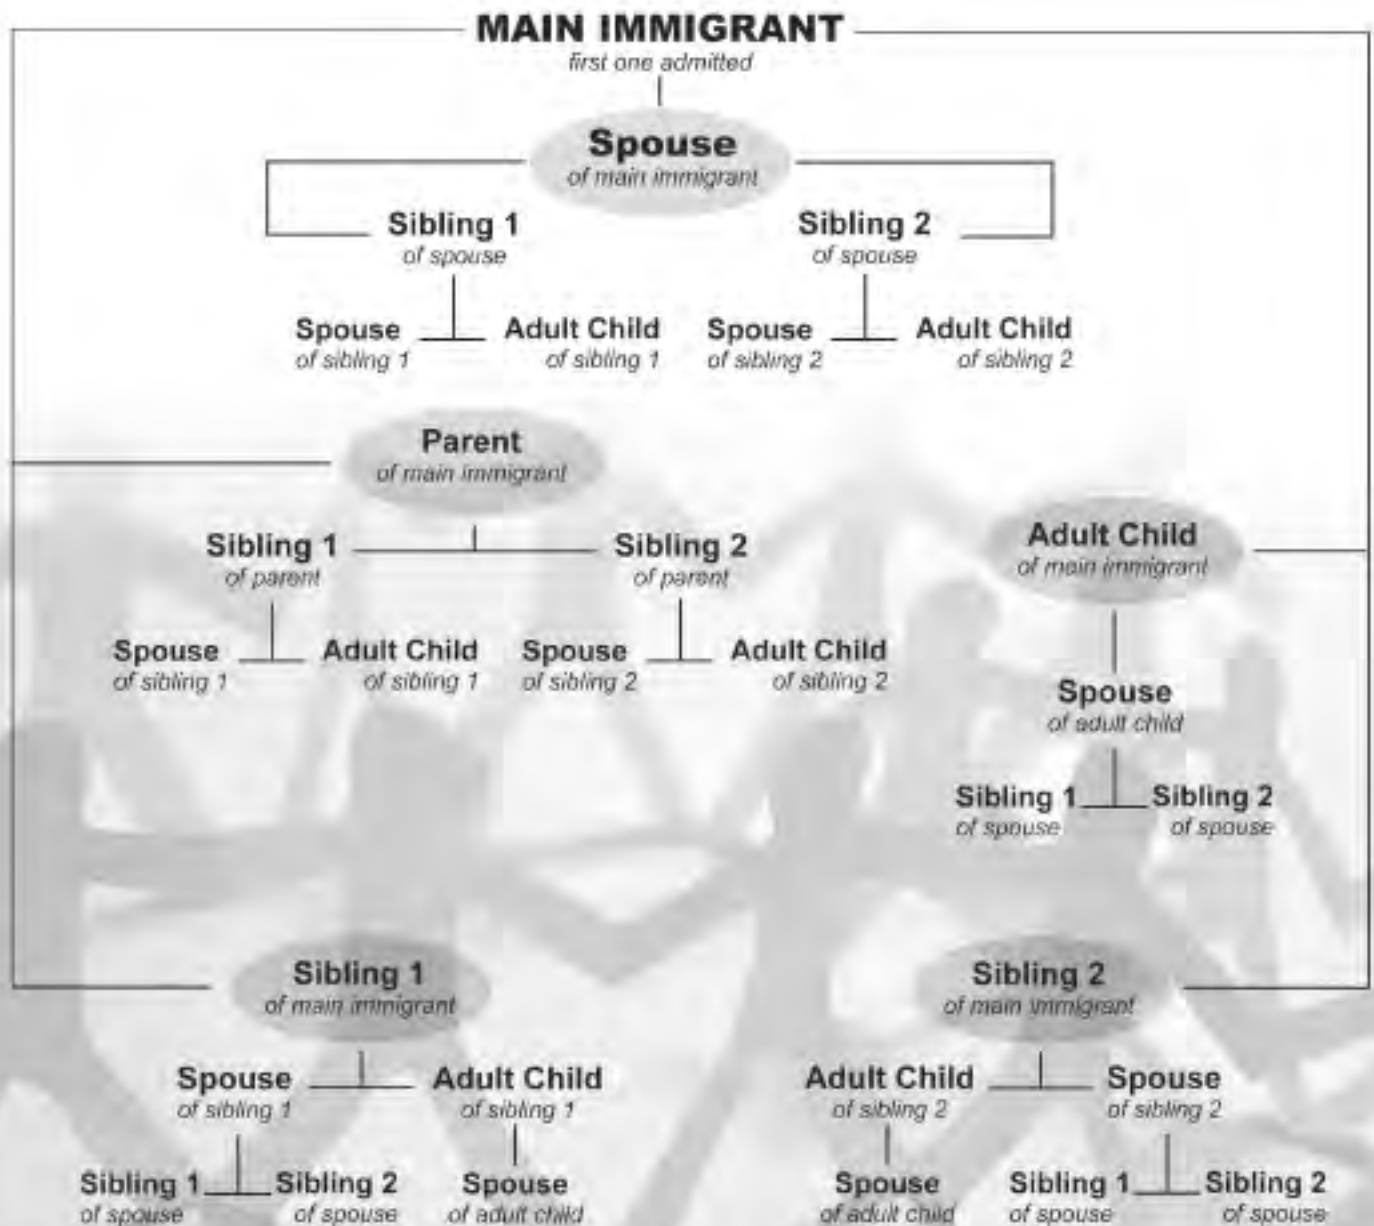 MAIN IMMIGRANT
first one admitted
Spouse
of main immigrant
Sibling 1
of spouse
Sibling 2
of spouse
Spouse
of sibling 1
Adult Child
of sibling 1
Spouse
of sibling 2
Adult Child
of sibling 2
Parent
of main immigrant
Sibling 1
of parent
Sibling 2
of parent
Spouse
of sibling 1
Adult Child
of sibling 1
Spouse
of sibling 2
Adult Child
of sibling 2
Adult Child
of main immigrant
Spouse
of adult child
Sibling 1
of spouse
Sibling 2
of spouse
Sibling 1
of main immigrant
Spouse
of sibling 1
Adult Child
of sibling 1
Sibling 1
of spouse
Sibling 2
of spouse
Spouse
of adult child
Sibling 2
of main immigrant
Adult Child
of sibling 2
Spouse
of sibling 2
Spouse
of adult child
Sibling 1
of spouse
Sibling 2
of spouse